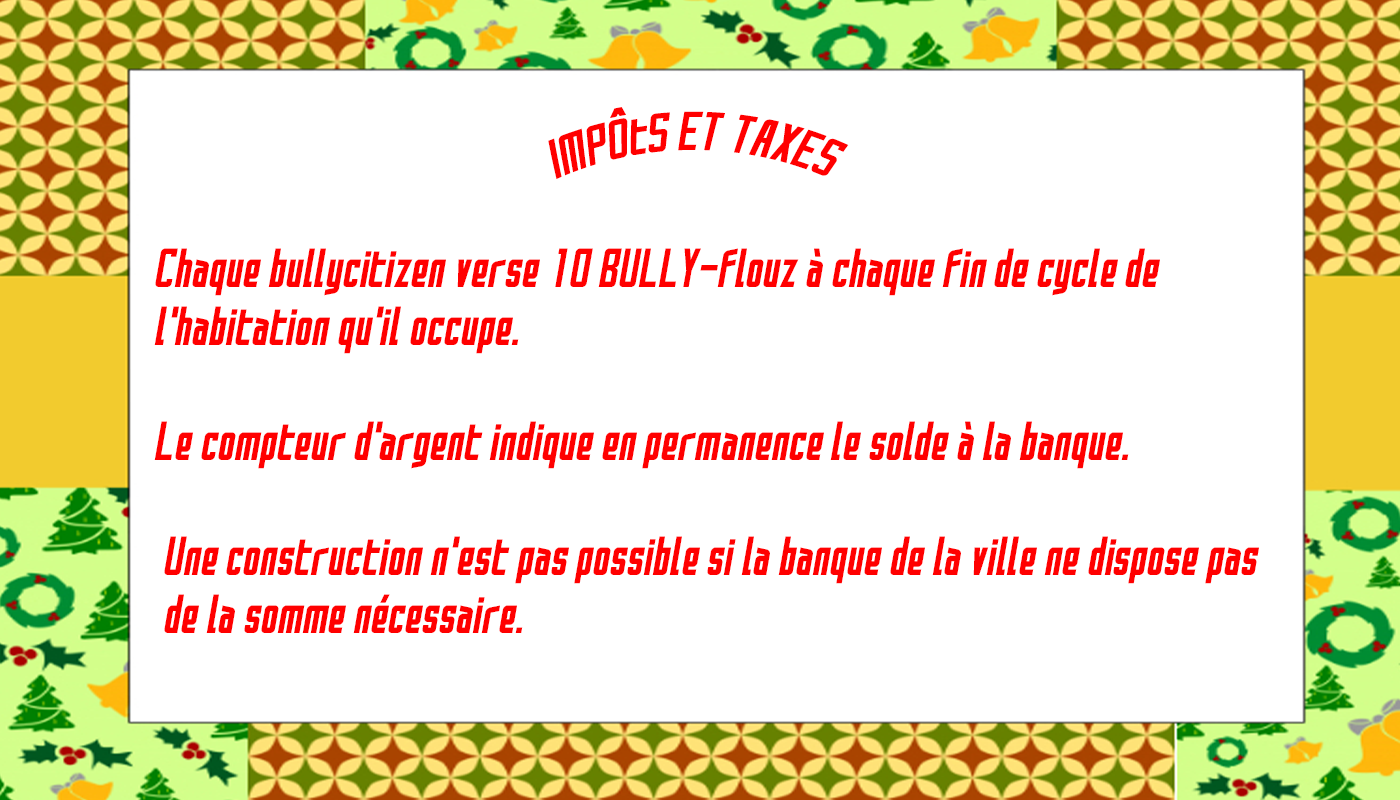 IMPÔTS ET TAXES
Chaque bullycitizen verse 10 BULLY-Flouz à chaque fin de cycle de
l'habitation qu'il occupe.
Le compteur d'argent indique en permanence le solde à la banque.
Une construction n'est pas possible si la banque de la ville ne dispose pas
de la somme nécessaire.